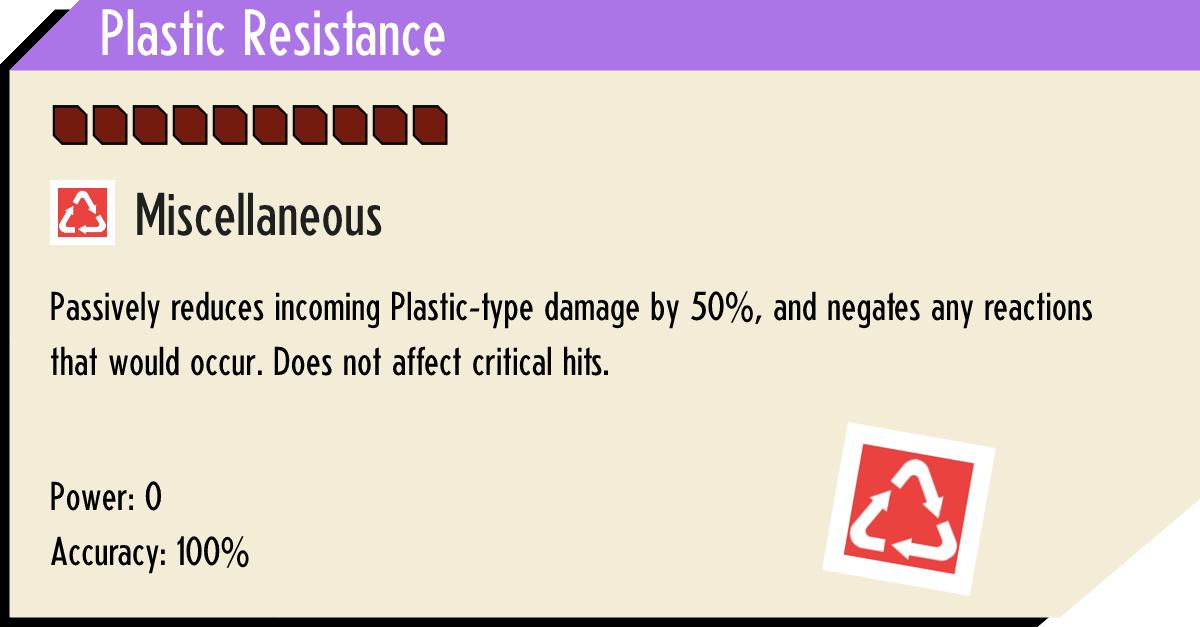 Plastic Resistance
Miscellaneous
Passively reduces incoming Plastic-type damage by 50%, and negates any reactions
that would occur. Does not affect critical hits.
Power: 0
Accuracy: 100%